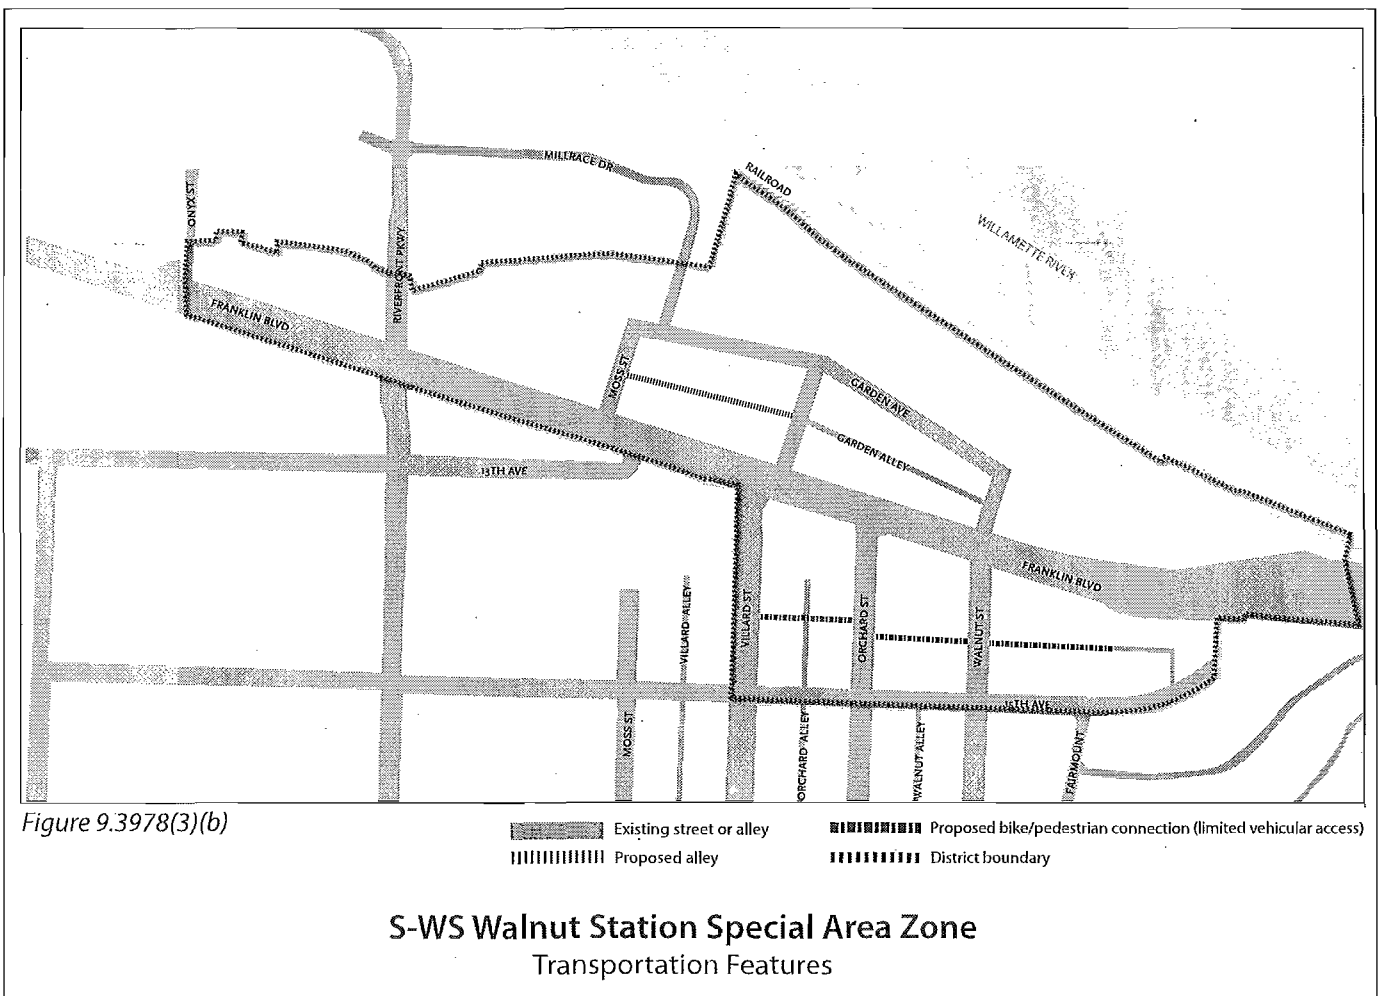 MILLRACE DR
RAILROAD
ONYX ST
WILLAMETTE RIVER
RIVERFRONT PKWY
FRANKLIN BLVD
MOSS ST
GARDEN AVE
GARDEN ALLEY
13TH AVE
FRANKLIN BLVD
VILLARD ALLEY
VILLARD ST
ORCHARD ST
WALNUT ST
15TH AVE
MOSS ST
ORCHARD ALLEY
WALNUT ALLEY
FAIRMOUNT
Figure 9.3978(3)(b)
Existing street or alley
Proposed bike/pedestrian connection (limited vehicular access)
Proposed alley
District boundary
S-WS Walnut Station Special Area Zone
Transportation Features